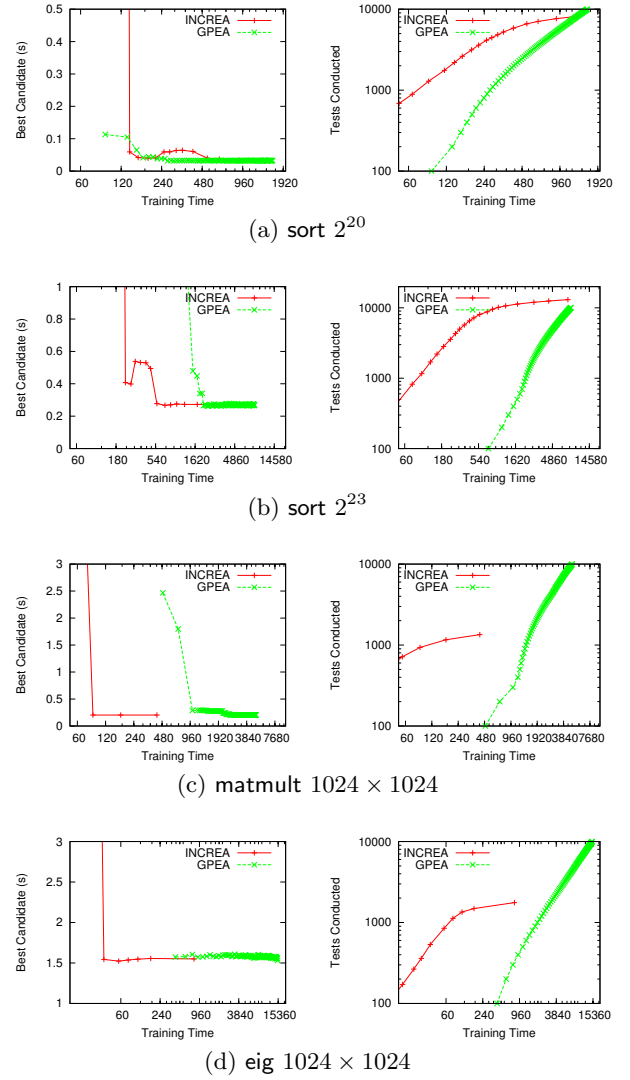 0.5
0.4
0.3
0.2
0.1
0
Best Candidate (s)
INCREA
GPEA
60 120 240 480 960 1920
Training Time
10000
1000
100
Tests Conducted
INCREA
GPEA
60 120 240 480 960 1920
Training Time
(a) sort 2^20
1
0.8
0.6
0.4
0.2
0
Best Candidate (s)
INCREA
GPEA
60 180 540 1620 4860 14580
Training Time
10000
1000
100
Tests Conducted
INCREA
GPEA
60 180 540 1620 4860 14580
Training Time
(b) sort 2^23
3
2.5
2
1.5
1
0.5
0
Best Candidate (s)
INCREA
GPEA
60 120 240 480 960 1920 3840 7680
Training Time
10000
1000
100
Tests Conducted
INCREA
GPEA
60 120 240 480 960 1920 3840 7680
Training Time
(c) matmult 1024 × 1024
3
2.5
2
1.5
1
Best Candidate (s)
INCREA
GPEA
60 240 960 3840 15360
Training Time
10000
1000
100
Tests Conducted
INCREA
GPEA
60 240 960 3840 15360
Training Time
(d) eig 1024 × 1024